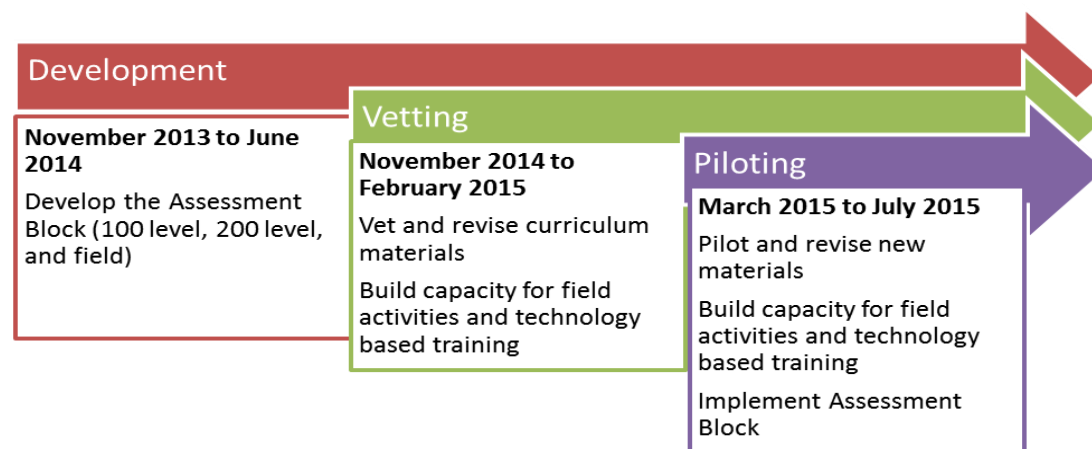 Development
November 2013 to June
2014
Develop the Assessment
Block (100 level, 200 level,
and field)
Vetting
November 2014 to
February 2015
Vet and revise curriculum
materials
Build capacity for field
activities and technology
based training
Piloting
March 2015 to July 2015
Pilot and revise new
materials
Build capacity for field
activities and technology
based training
Implement Assessment
Block